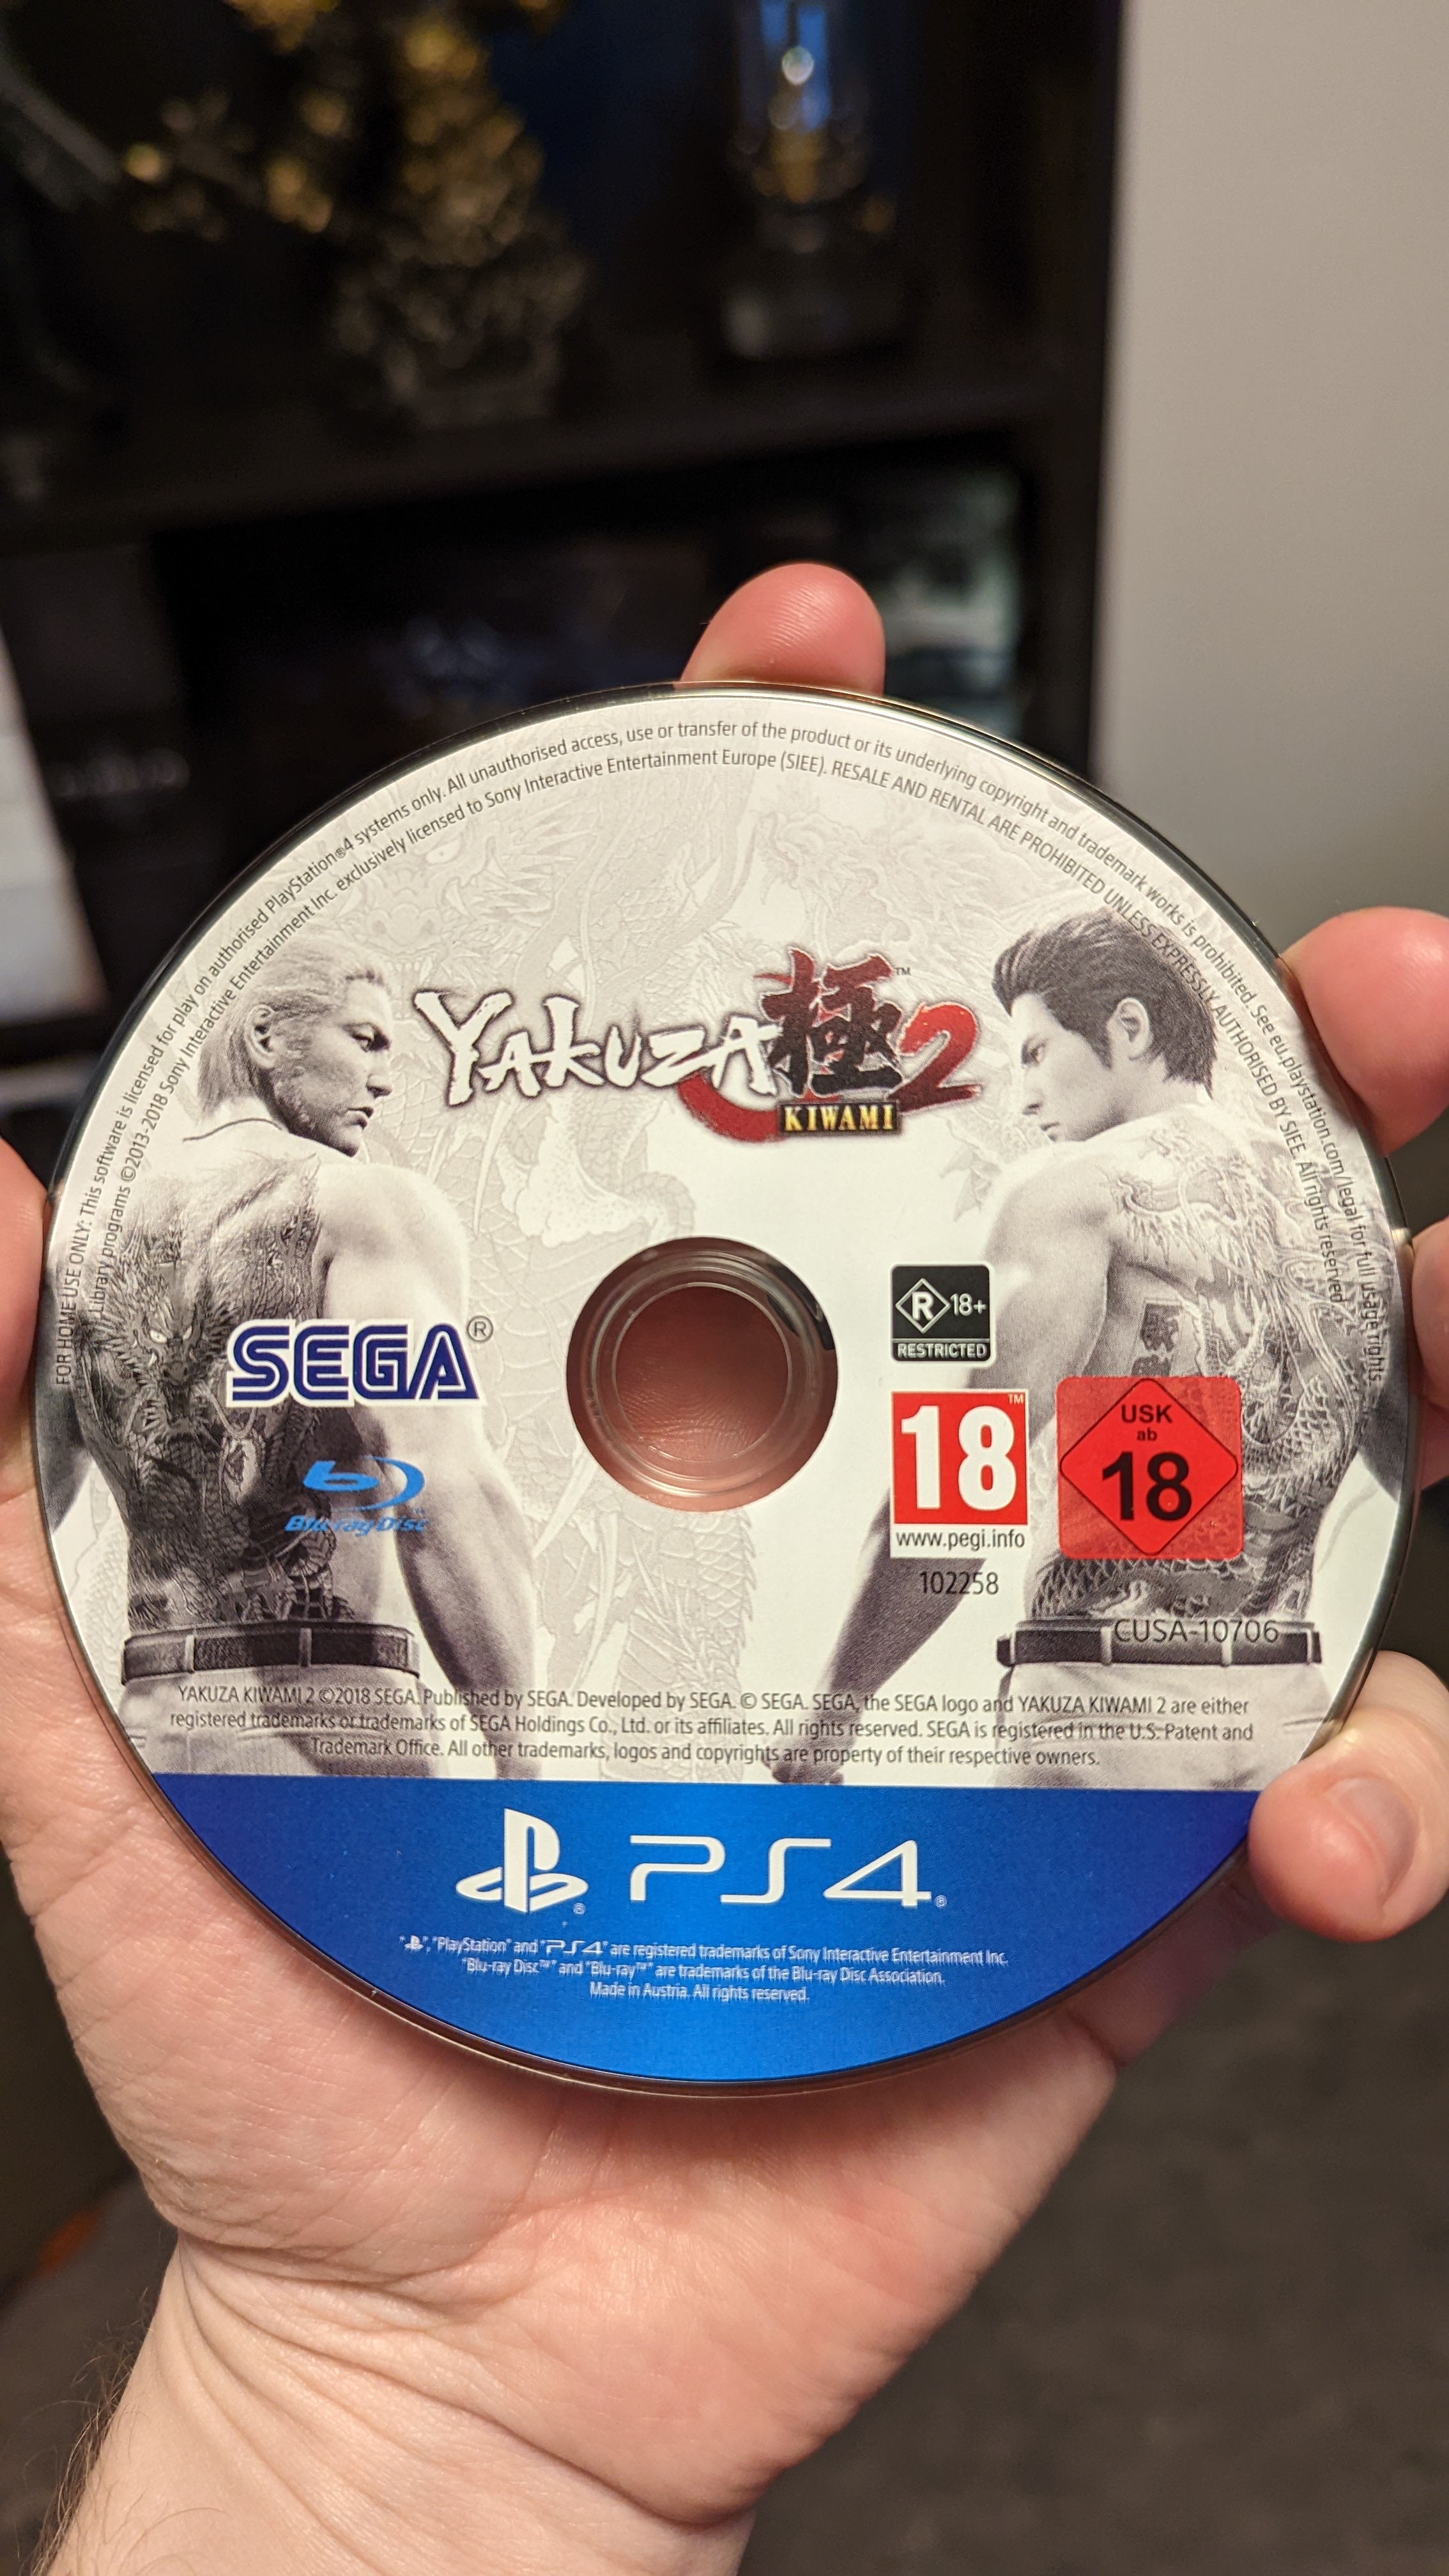 FOR HOME USE ONLY: This software is licensed for play on authorised PlayStation®4 systems only. All unauthorised access, use or transfer of the product or its underlying copyright and trademark works is prohibited. See eu.playstation.com/legal for full usage rights
Library programs ©2013-2018 Sony Interactive Entertainment Inc. exclusively licensed to Sony Interactive Entertainment Europe (SIEE). RESALE AND RENTAL ARE PROHIBITED UNLESS EXPRESSLY AUTHORISED BY SIEE. All rights reserved
YAKUZA極2™
KIWAMI
SEGA®
Blu-ray Disc
R 18+
RESTRICTED
18™
www.pegi.info
102258
USK
ab
18
CUSA-10706
YAKUZA KIWAMI 2 ©2018 SEGA. Published by SEGA. Developed by SEGA. © SEGA. SEGA, the SEGA logo and YAKUZA KIWAMI 2 are either
registered trademarks or trademarks of SEGA Holdings Co., Ltd. or its affiliates. All rights reserved. SEGA is registered in the U.S. Patent and
Trademark Office. All other trademarks, logos and copyrights are property of their respective owners.
® PS4®
" ", "PlayStation" and "PS4" are registered trademarks of Sony Interactive Entertainment Inc.
"Blu-ray Disc™" and "Blu-ray™" are trademarks of the Blu-ray Disc Association.
Made in Austria. All rights reserved.